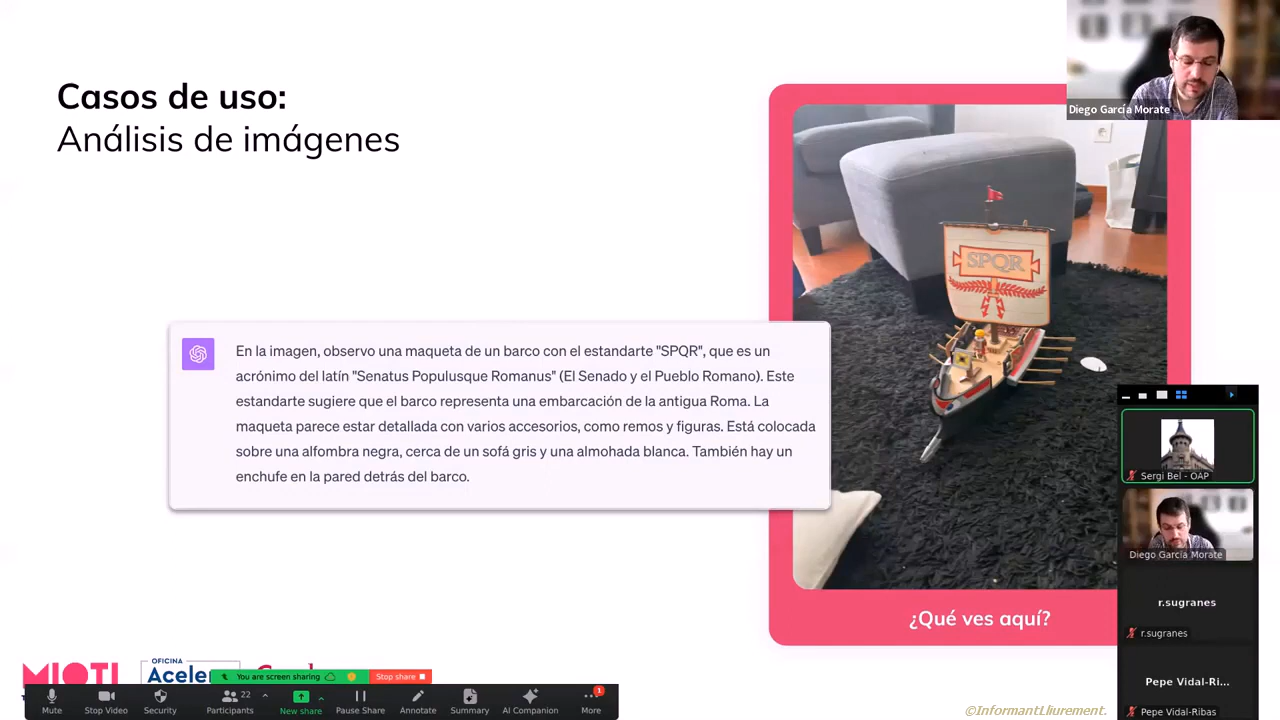 Casos de uso:
Análisis de imágenes
Diego García Morate
SPQR
En la imagen, observo una maqueta de un barco con el estandarte "SPQR", que es un
acrónimo del latín "Senatus Populusque Romanus" (El Senado y el Pueblo Romano). Este
estandarte sugiere que el barco representa una embarcación de la antigua Roma. La
maqueta parece estar detallada con varios accesorios, como remos y figuras. Está colocada
sobre una alfombra negra, cerca de un sofá gris y una almohada blanca. También hay un
enchufe en la pared detrás del barco.
¿Qué ves aquí?
Sergi Bel - OAP
Diego García Morate
r.sugranes
r.sugranes
Pepe Vidal-Ri...
Pepe Vidal-Ribas
MIOTI
OFICINA
You are screen sharing
Stop share
Mute
Stop Video
Security
Participants
22
New share
Pause Share
Annotate
Summary
AI Companion
More
1
©InformantLliurement.